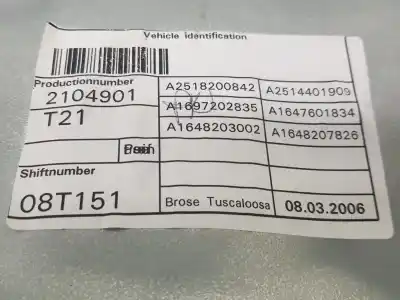 Vehicle identification
Productionnumber
2104901
T21
A2518200842 A2514401909
A1697202835 A1647601834
A1648203002 A1648207826
Shiftnumber
08T151
Brose Tuscaloosa 08.03.2006